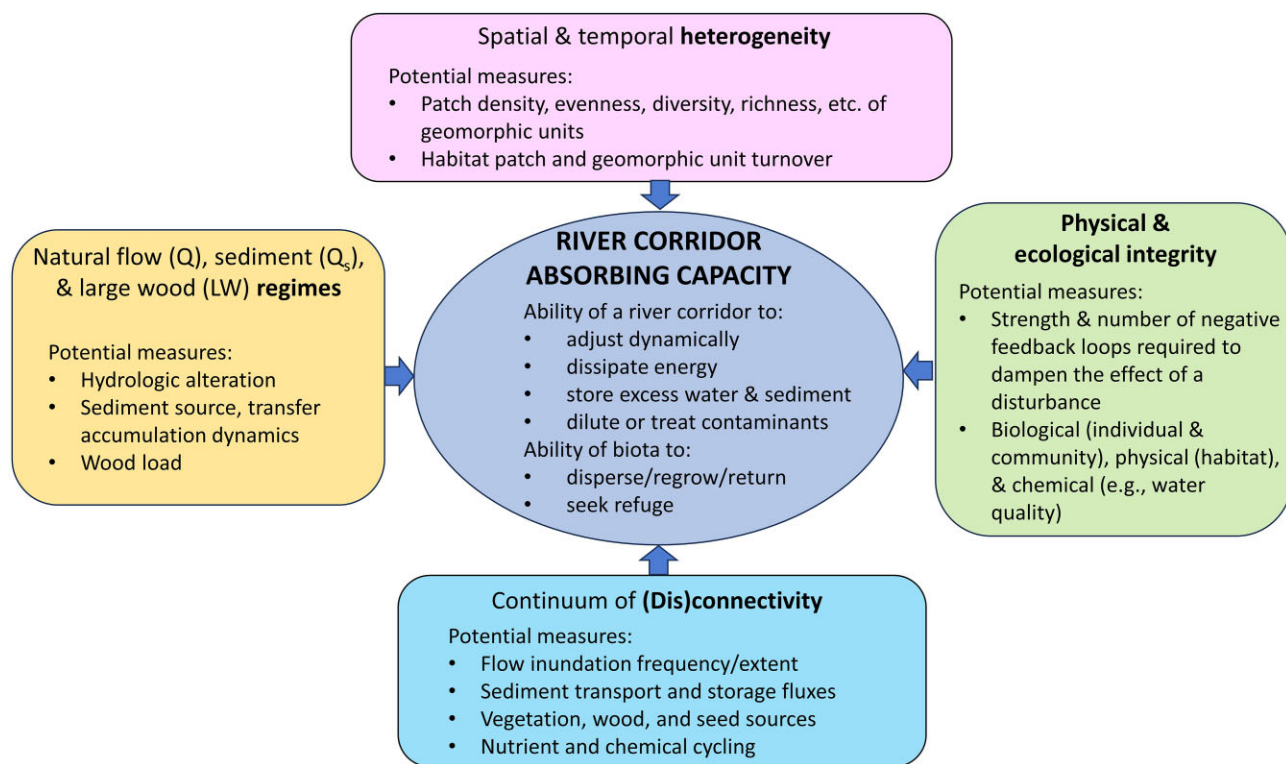 Spatial & temporal heterogeneity
Potential measures:
• Patch density, evenness, diversity, richness, etc. of
geomorphic units
• Habitat patch and geomorphic unit turnover
Natural flow (Q), sediment (Qs),
& large wood (LW) regimes
Potential measures:
• Hydrologic alteration
• Sediment source, transfer
accumulation dynamics
• Wood load
RIVER CORRIDOR
ABSORBING CAPACITY
Ability of a river corridor to:
• adjust dynamically
• dissipate energy
• store excess water & sediment
• dilute or treat contaminants
Ability of biota to:
• disperse/regrow/return
• seek refuge
Physical &
ecological integrity
Potential measures:
• Strength & number of negative
feedback loops required to
dampen the effect of a
disturbance
• Biological (individual &
community), physical (habitat),
& chemical (e.g., water
quality)
Continuum of (Dis)connectivity
Potential measures:
• Flow inundation frequency/extent
• Sediment transport and storage fluxes
• Vegetation, wood, and seed sources
• Nutrient and chemical cycling